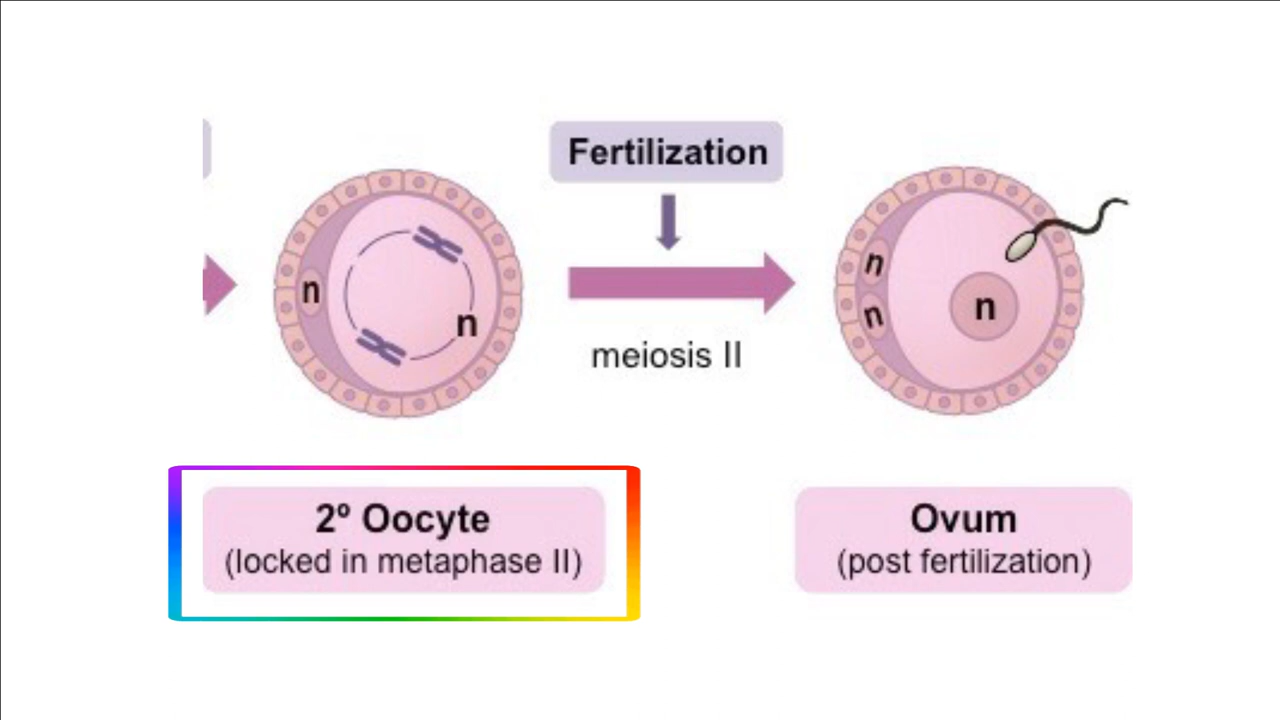 Fertilization
n
n
n
n
n
meiosis II
2º Oocyte
(locked in metaphase II)
Ovum
(post fertilization)